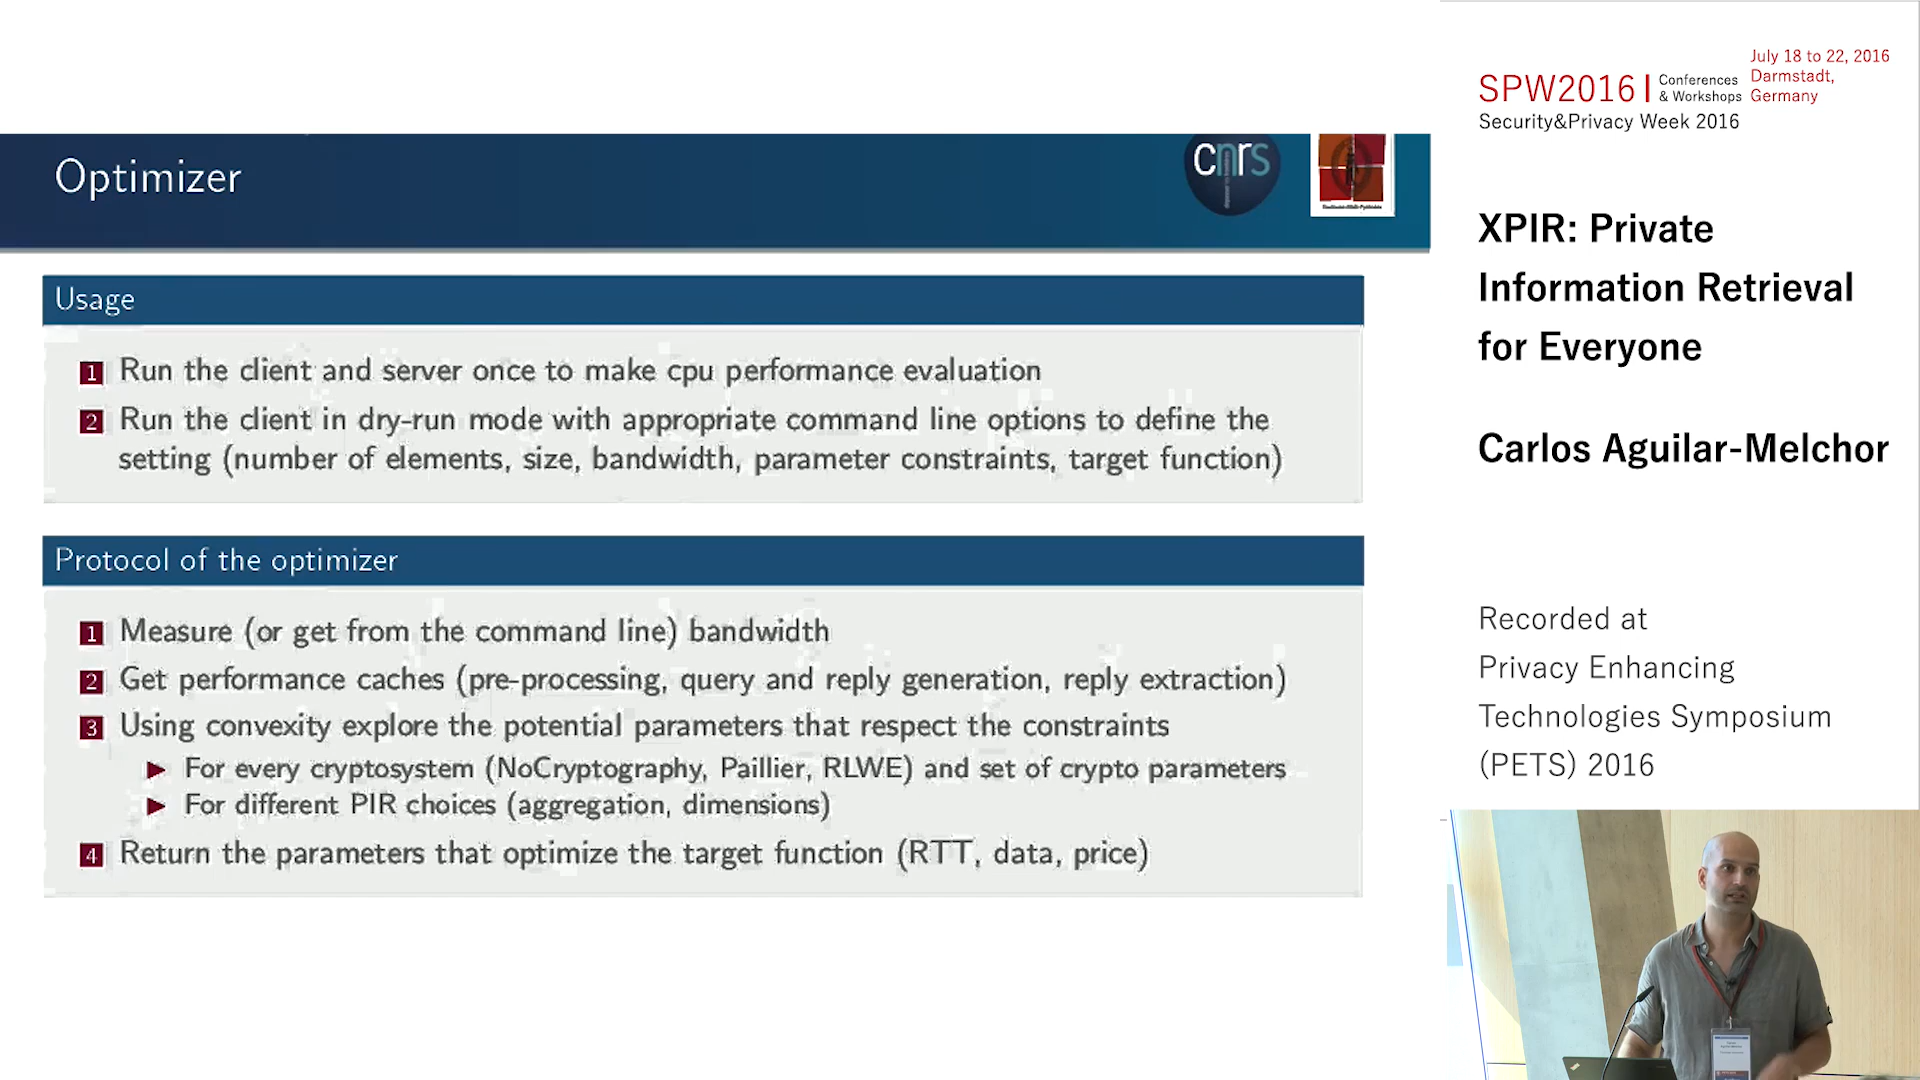 Optimizer
cnrs
Usage
1 Run the client and server once to make cpu performance evaluation
2 Run the client in dry-run mode with appropriate command line options to define the
setting (number of elements, size, bandwidth, parameter constraints, target function)
Protocol of the optimizer
1 Measure (or get from the command line) bandwidth
2 Get performance caches (pre-processing, query and reply generation, reply extraction)
3 Using convexity explore the potential parameters that respect the constraints
▶ For every cryptosystem (NoCryptography, Paillier, RLWE) and set of crypto parameters
▶ For different PIR choices (aggregation, dimensions)
4 Return the parameters that optimize the target function (RTT, data, price)
SPW2016 | Conferences & Workshops
July 18 to 22, 2016
Darmstadt,
Germany
Security&Privacy Week 2016
XPIR: Private
Information Retrieval
for Everyone
Carlos Aguilar-Melchor
Recorded at
Privacy Enhancing
Technologies Symposium
(PETS) 2016